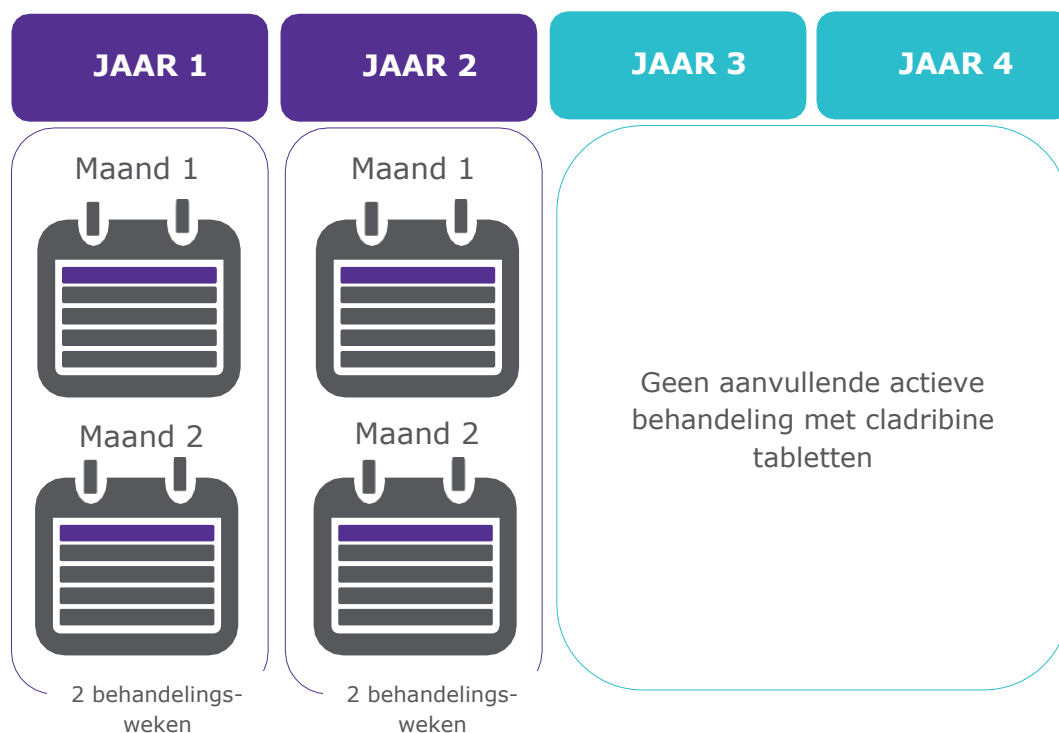 JAAR 1
JAAR 2
JAAR 3
JAAR 4
Maand 1
Maand 2
2 behandelings-
weken
Maand 1
Maand 2
2 behandelings-
weken
Geen aanvullende actieve
behandeling met cladribine
tabletten